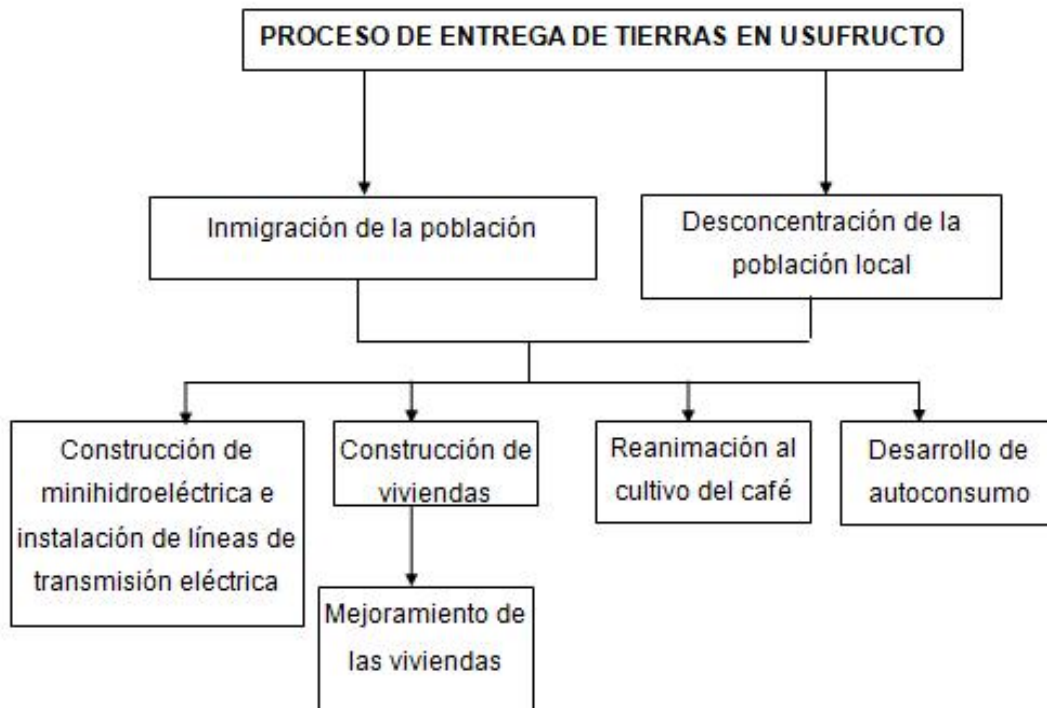 PROCESO DE ENTREGA DE TIERRAS EN USUFRUCTO
Inmigración de la población
Desconcentración de la
población local
Construcción de
minihidroeléctrica e
instalación de líneas de
transmisión eléctrica
Construcción de
viviendas
Mejoramiento de
las viviendas
Reanimación al
cultivo del café
Desarrollo de
autoconsumo